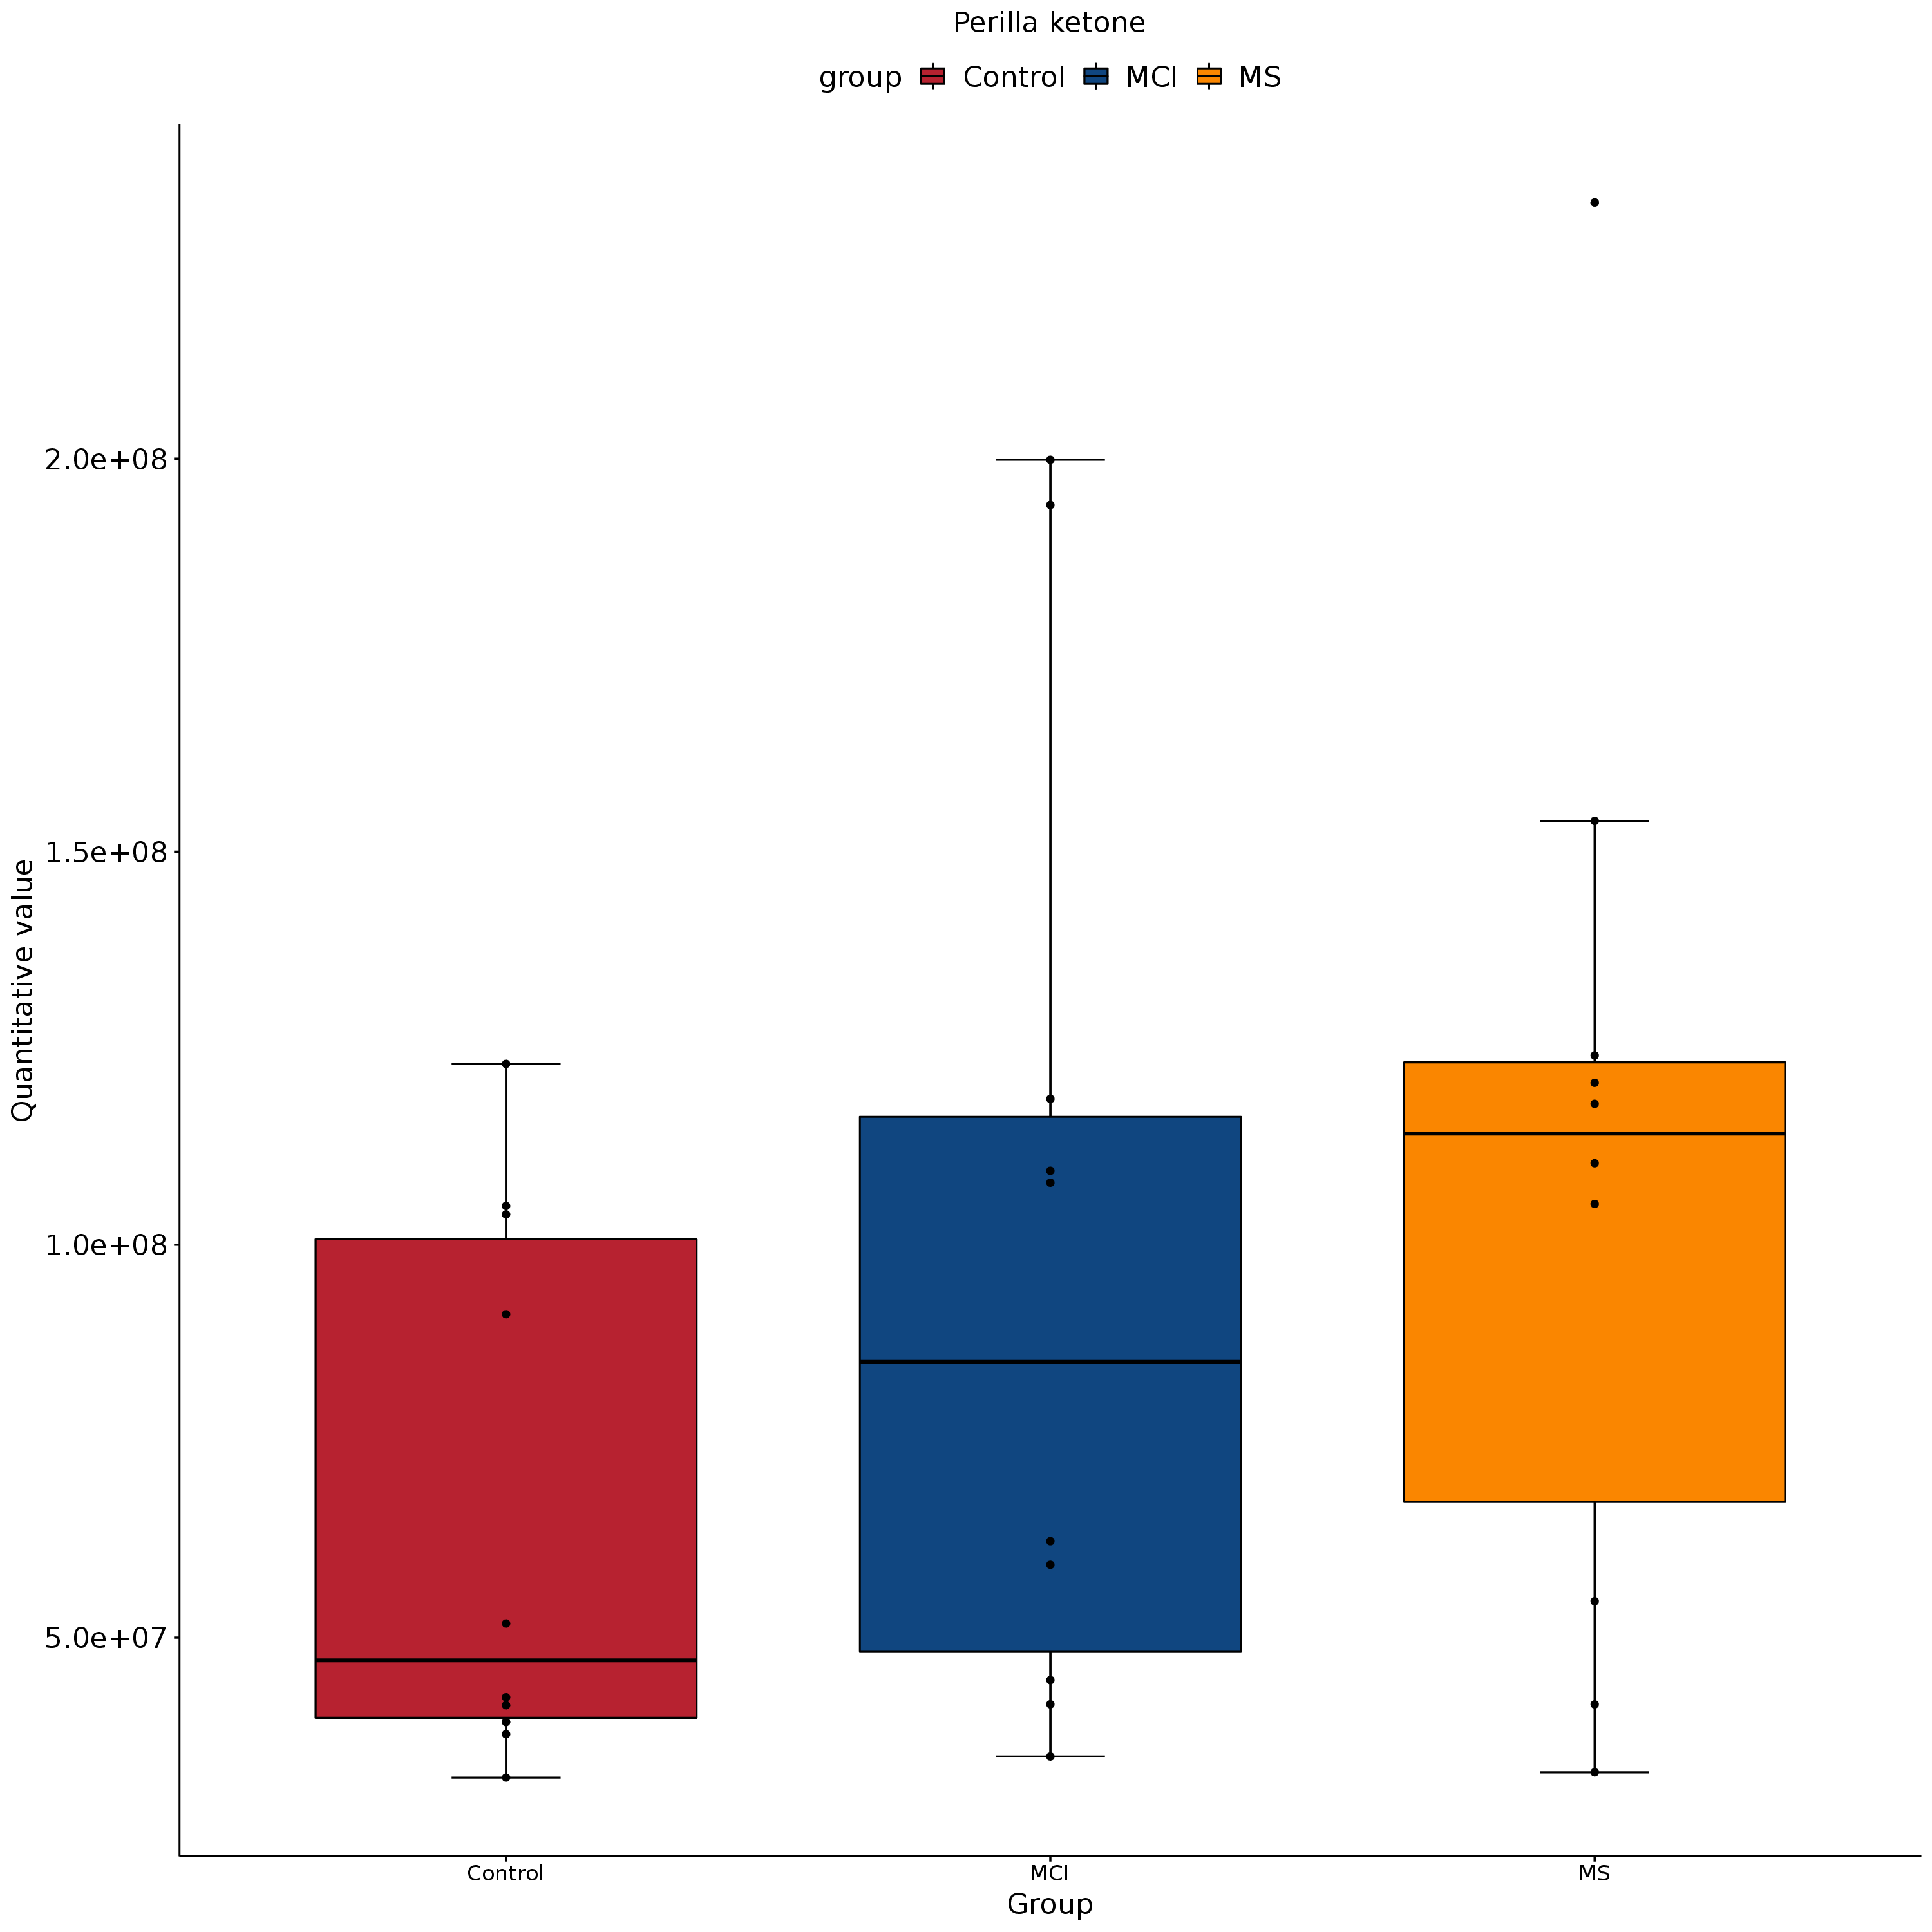 Perilla ketone
group Control MCI MS
Quantitative value
2.0e+08
1.5e+08
1.0e+08
5.0e+07
Control MCI MS
Group